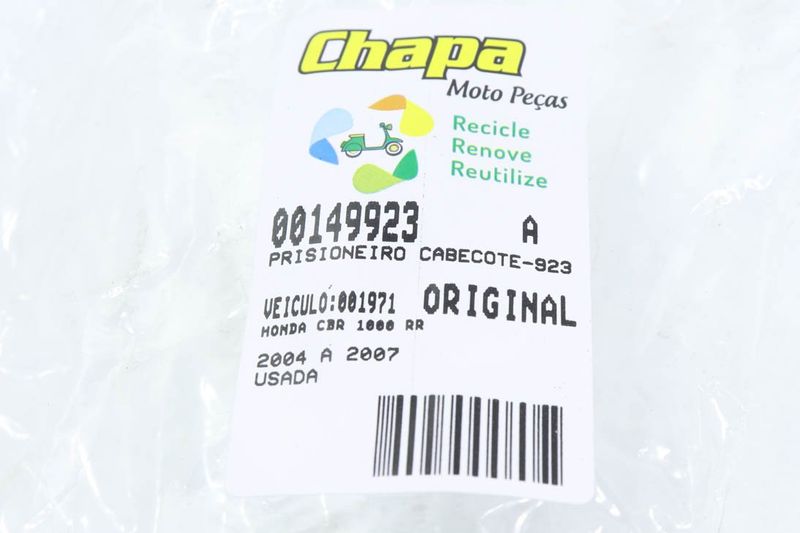 Chapa
Moto Peças
Recicle
Renove
Reutilize
00149923 A
PRISIONEIRO CABECOTE-923
VEICULO:001971 ORIGINAL
HONDA CBR 1000 RR
2004 A 2007
USADA